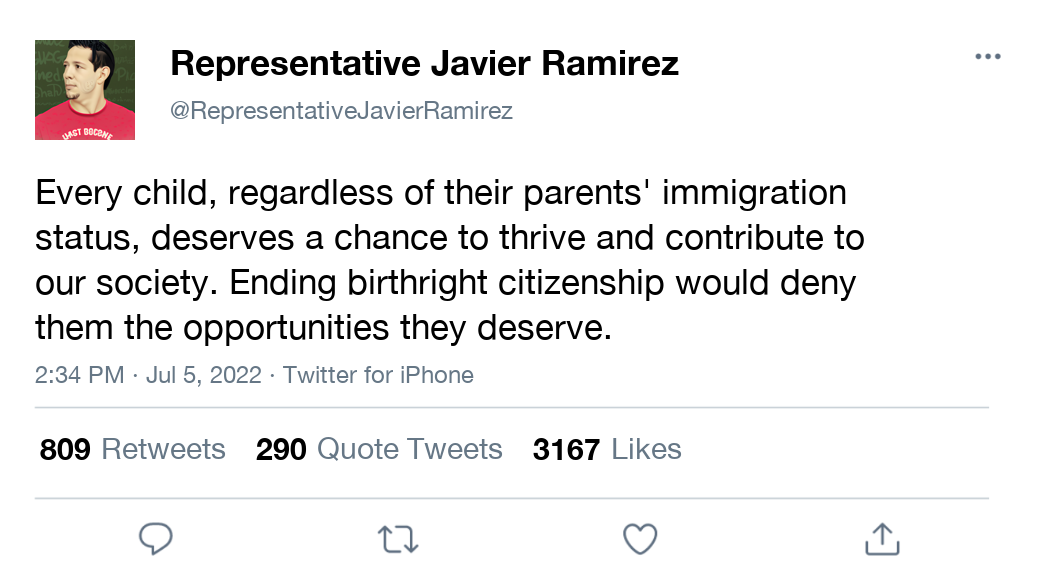 Representative Javier Ramirez
@RepresentativeJavierRamirez
Every child, regardless of their parents' immigration
status, deserves a chance to thrive and contribute to
our society. Ending birthright citizenship would deny
them the opportunities they deserve.
2:34 PM · Jul 5, 2022 · Twitter for iPhone
809 Retweets 290 Quote Tweets 3167 Likes